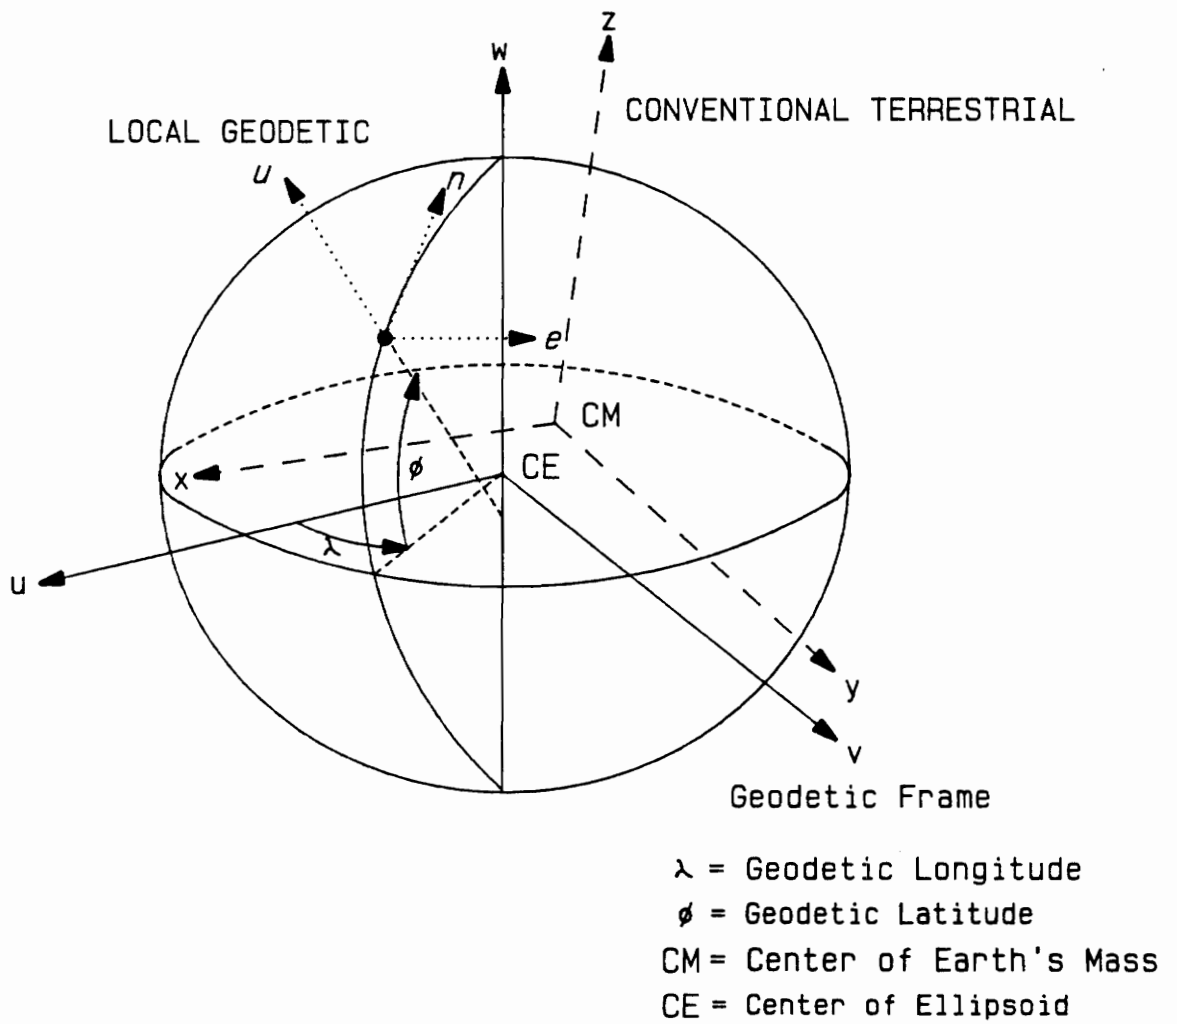 z
w
CONVENTIONAL TERRESTRIAL
LOCAL GEODETIC
u
n
e
CM
CE
x
ϕ
λ
u
y
v
Geodetic Frame
λ = Geodetic Longitude
ϕ = Geodetic Latitude
CM = Center of Earth's Mass
CE = Center of Ellipsoid